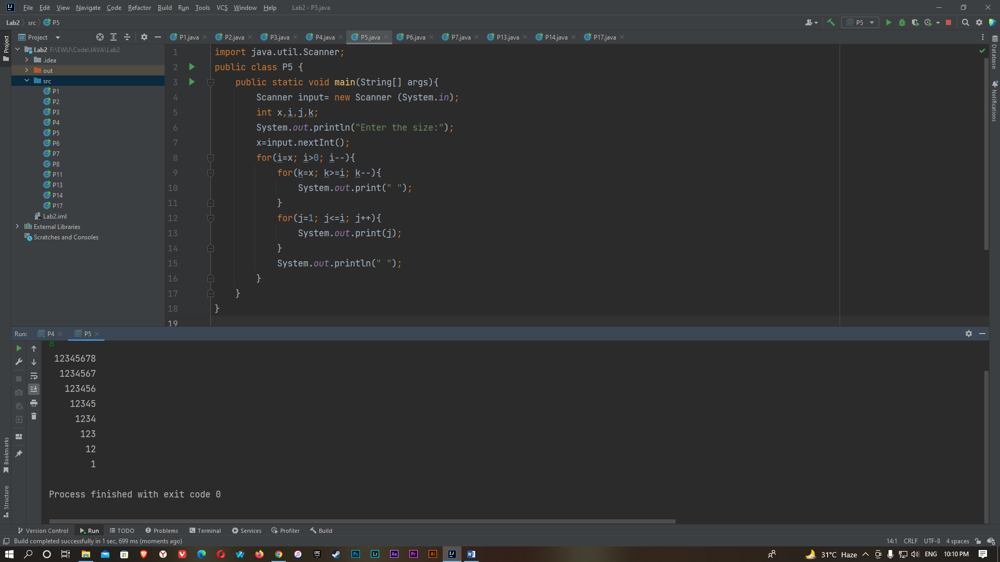 File Edit View Navigate Code Refactor Build Run Tools VCS Window Help Lab2 - P5.java
Lab2 src P5
P5
Project
P1.java P2.java P3.java P4.java P5.java P6.java P7.java P13.java P14.java P17.java
Project
Lab2 F:\EWU\Code\JAVA\Lab2
.idea
out
src
P1
P2
P3
P4
P5
P6
P7
P8
P11
P13
P14
P17
Lab2.iml
External Libraries
Scratches and Consoles
1 import java.util.Scanner;
2 public class P5 {
3 public static void main(String[] args){
4 Scanner input= new Scanner (System.in);
5 int x,i,j,k;
6 System.out.println("Enter the size:");
7 x=input.nextInt();
8 for(i=x; i>0; i--){
9 for(k=x; k>=i; k--){
10 System.out.print(" ");
11 }
12 for(j=1; j<=i; j++){
13 System.out.print(j);
14 }
15 System.out.println(" ");
16 }
17 }
18 }
19
Database
Notifications
Run: P4 P5
8
12345678
1234567
123456
12345
1234
123
12
1
Process finished with exit code 0
Bookmarks
Structure
Version Control Run TODO Problems Terminal Services Profiler Build
Build completed successfully in 1 sec, 699 ms (moments ago)
14:1 CRLF UTF-8 4 spaces
Ps Lr Ae Pr Ai
31°C Haze ENG 10:10 PM